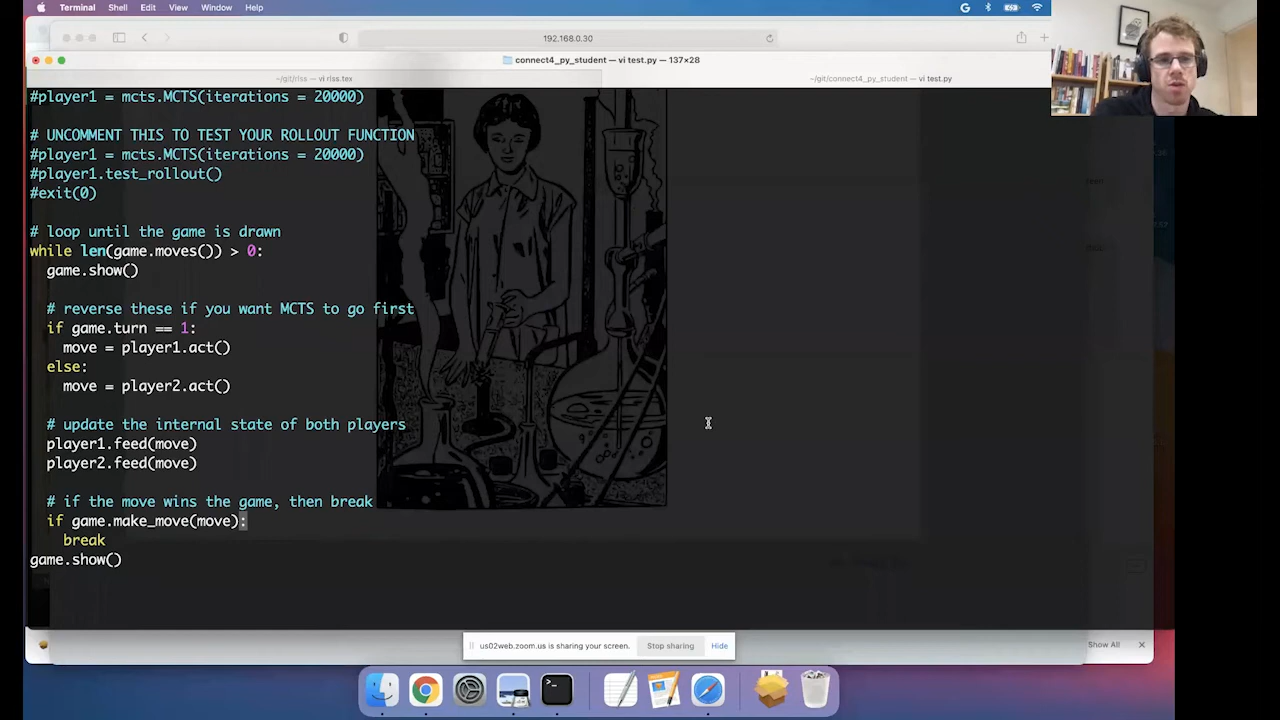 Terminal Shell Edit View Window Help
192.168.0.30
connect4_py_student — vi test.py — 137×28
~/git/riss — vi riss.tex
~/git/connect4_py_student — vi test.py
#player1 = mcts.MCTS(iterations = 20000)
# UNCOMMENT THIS TO TEST YOUR ROLLOUT FUNCTION
#player1 = mcts.MCTS(iterations = 20000)
#player1.test_rollout()
#exit(0)
# loop until the game is drawn
while len(game.moves()) > 0:
game.show()
# reverse these if you want MCTS to go first
if game.turn == 1:
move = player1.act()
else:
move = player2.act()
# update the internal state of both players
player1.feed(move)
player2.feed(move)
# if the move wins the game, then break
if game.make_move(move):
break
game.show()
us02web.zoom.us is sharing your screen.
Stop sharing
Hide
Show All